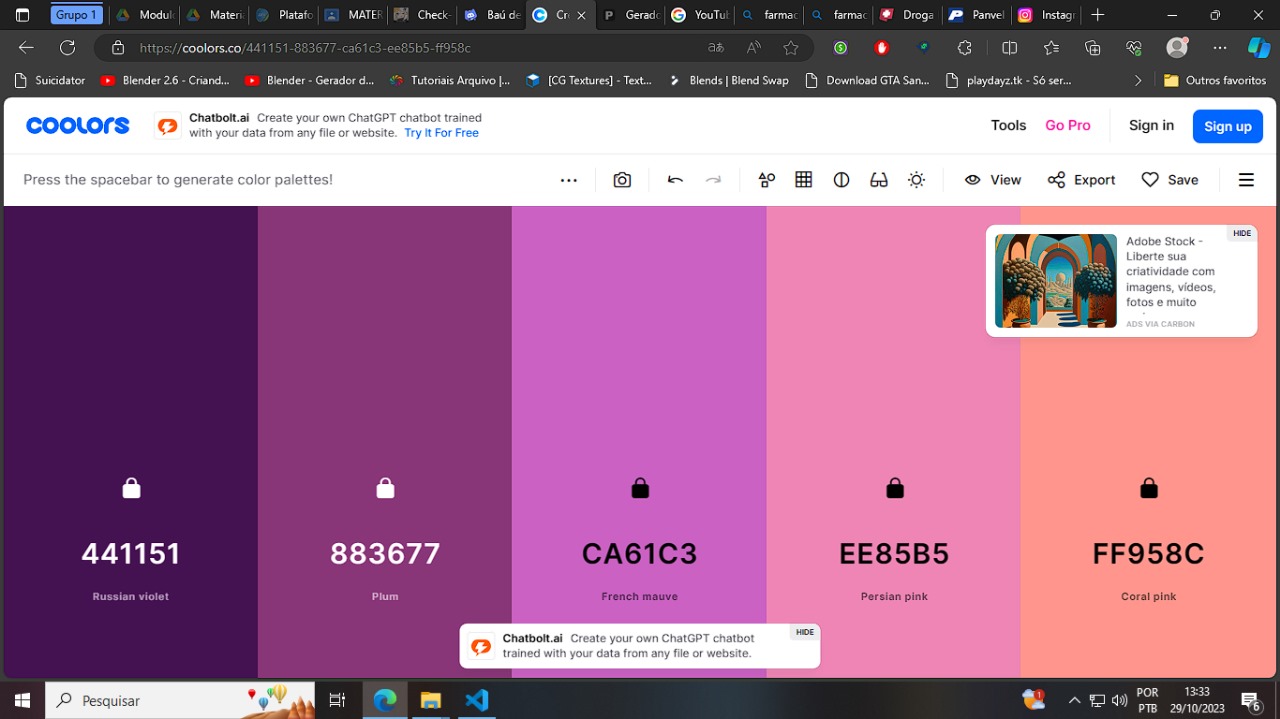 Grupo 1
Modulo
Materia
Platafo
MATER
Check-
Baú de
Co
Gerado
YouTub
farmac
farmac
Droga
Panvel
Instagr
https://coolors.co/441151-883677-ca61c3-ee85b5-ff958c
Suicidator
Blender 2.6 - Criand...
Blender - Gerador d...
Tutoriais Arquivo |...
[CG Textures] - Text...
Blends | Blend Swap
Download GTA San...
playdayz.tk - Só ser...
Outros favoritos
coolors
Chatbolt.ai Create your own ChatGPT chatbot trained
with your data from any file or website. Try It For Free
Tools
Go Pro
Sign in
Sign up
Press the spacebar to generate color palettes!
View
Export
Save
HIDE
Adobe Stock -
Liberte sua
criatividade com
imagens, vídeos,
fotos e muito
ADS VIA CARBON
441151
Russian violet
883677
Plum
CA61C3
French mauve
EE85B5
Persian pink
FF958C
Coral pink
HIDE
Chatbolt.ai Create your own ChatGPT chatbot
trained with your data from any file or website.
Pesquisar
1
POR
PTB
13:33
29/10/2023
6